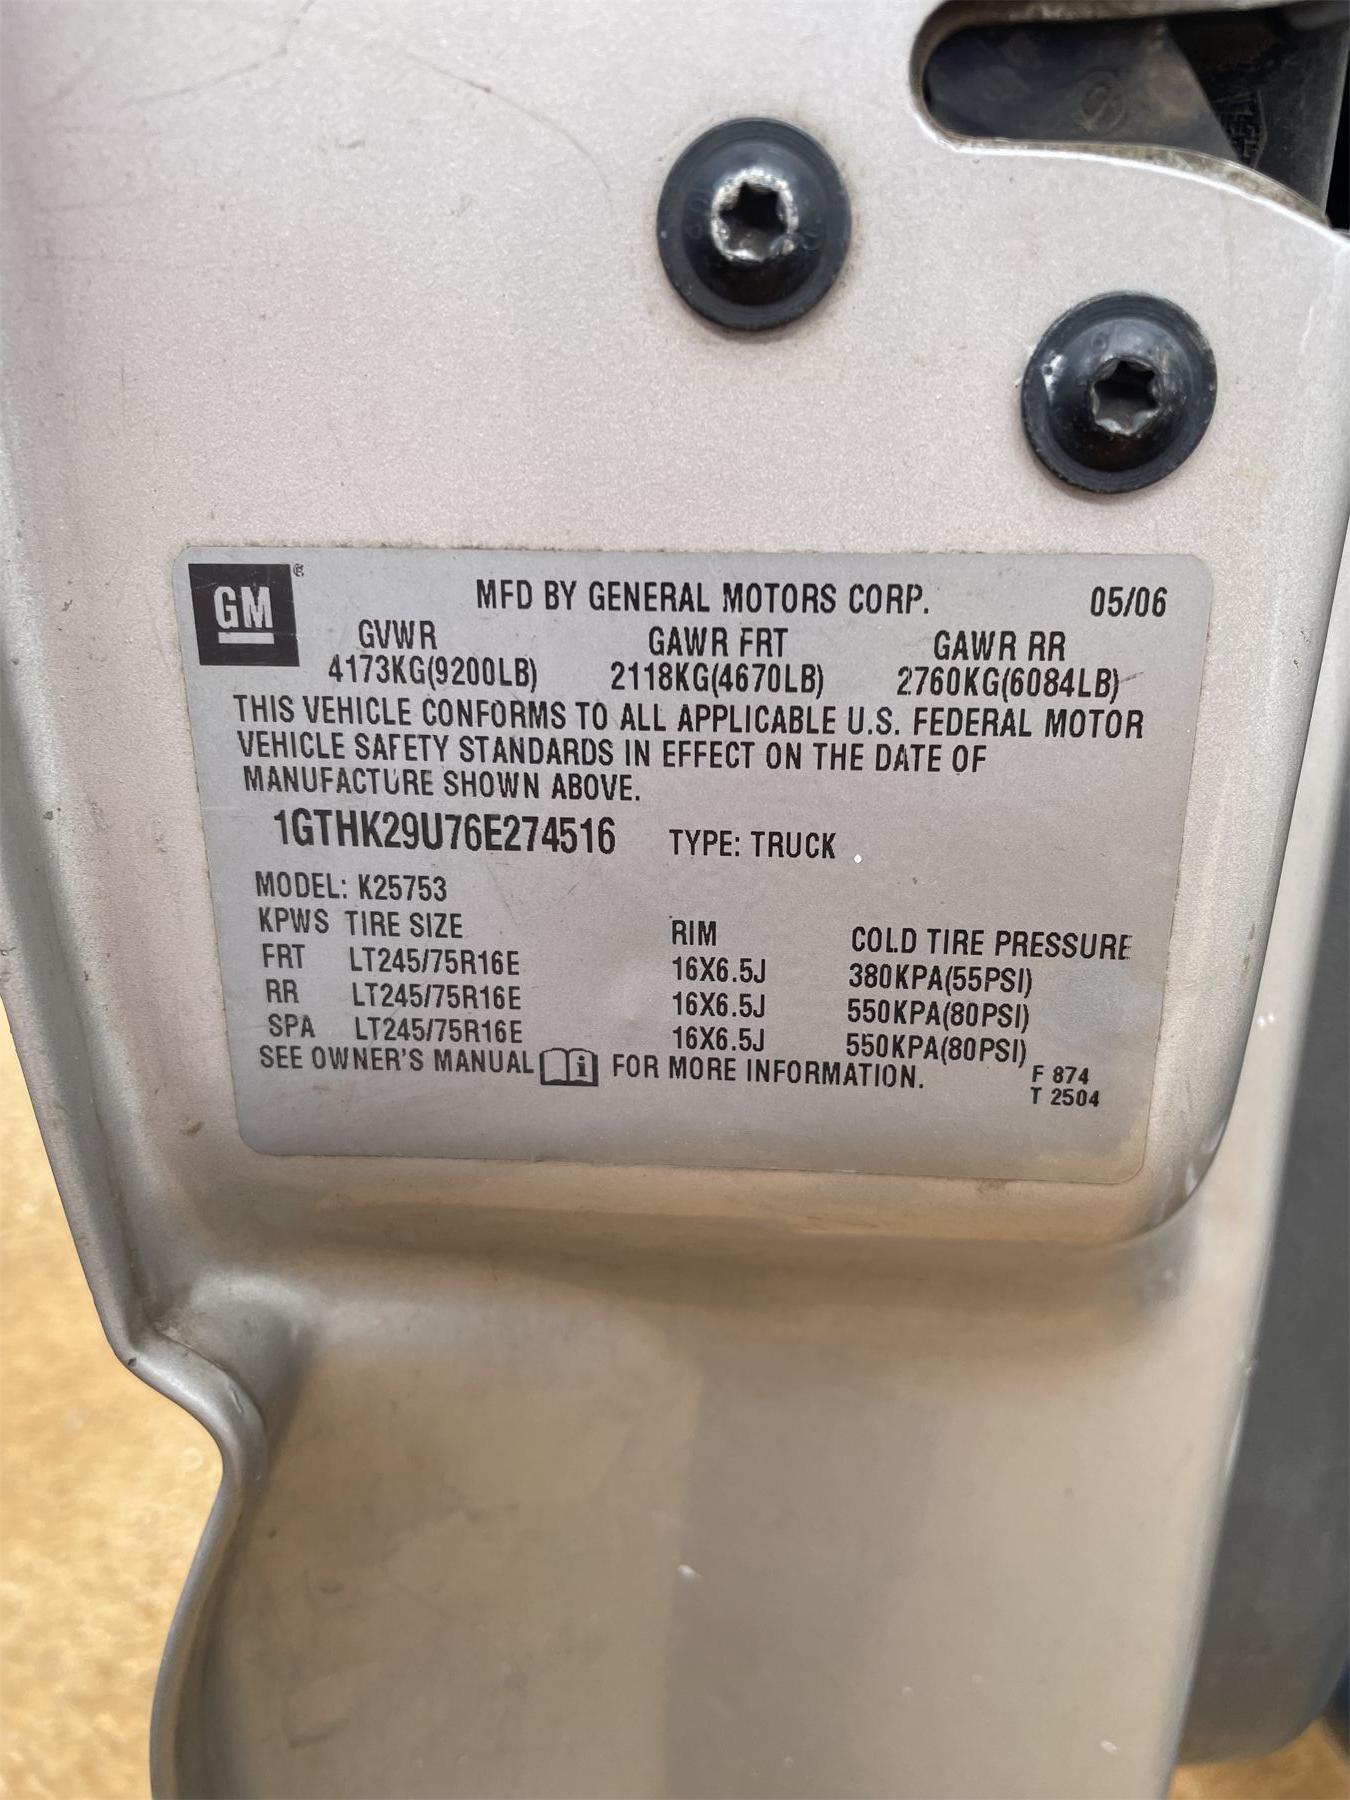 GM
MFD BY GENERAL MOTORS CORP. 05/06
GVWR GAWR FRT GAWR RR
4173KG(9200LB) 2118KG(4670LB) 2760KG(6084LB)
THIS VEHICLE CONFORMS TO ALL APPLICABLE U.S. FEDERAL MOTOR
VEHICLE SAFETY STANDARDS IN EFFECT ON THE DATE OF
MANUFACTURE SHOWN ABOVE.
1GTHK29U76E274516 TYPE: TRUCK
MODEL: K25753
KPWS TIRE SIZE RIM COLD TIRE PRESSURE
FRT LT245/75R16E 16X6.5J 380KPA(55PSI)
RR LT245/75R16E 16X6.5J 550KPA(80PSI)
SPA LT245/75R16E 16X6.5J 550KPA(80PSI)
SEE OWNER'S MANUAL i FOR MORE INFORMATION.
F 874
T 2504